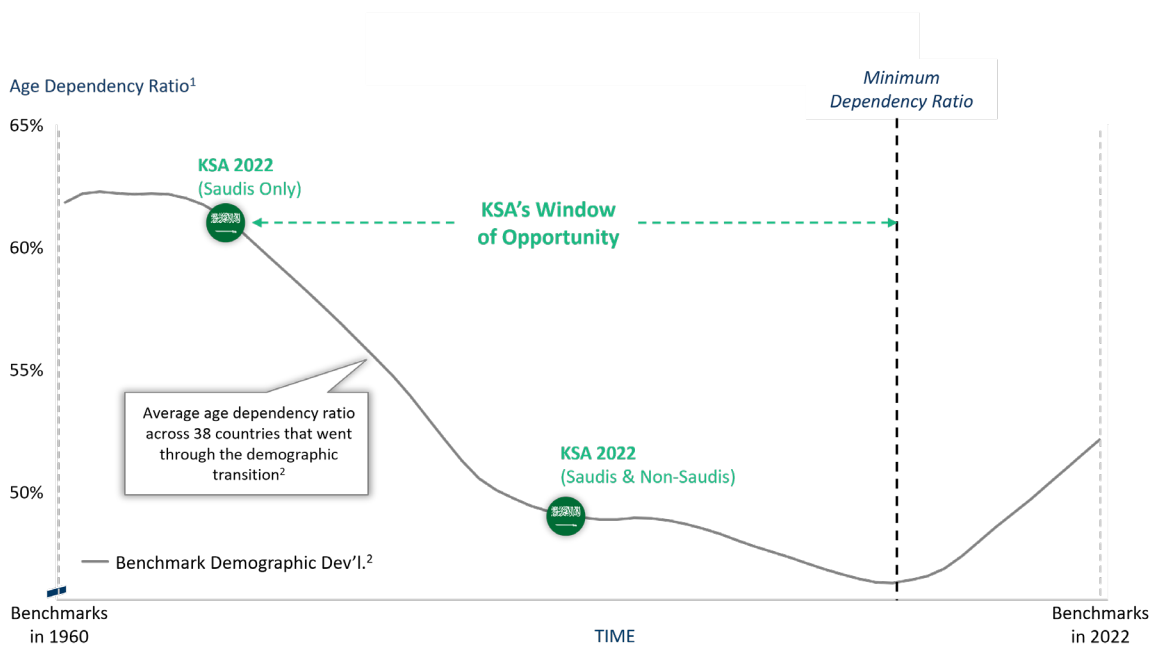 Age Dependency Ratio¹
Minimum
Dependency Ratio
65%
KSA 2022
(Saudis Only)
KSA's Window
of Opportunity
60%
55%
Average age dependency ratio
across 38 countries that went
through the demographic
transition²
KSA 2022
(Saudis & Non-Saudis)
50%
Benchmark Demographic Dev'l.²
Benchmarks
in 1960
TIME
Benchmarks
in 2022